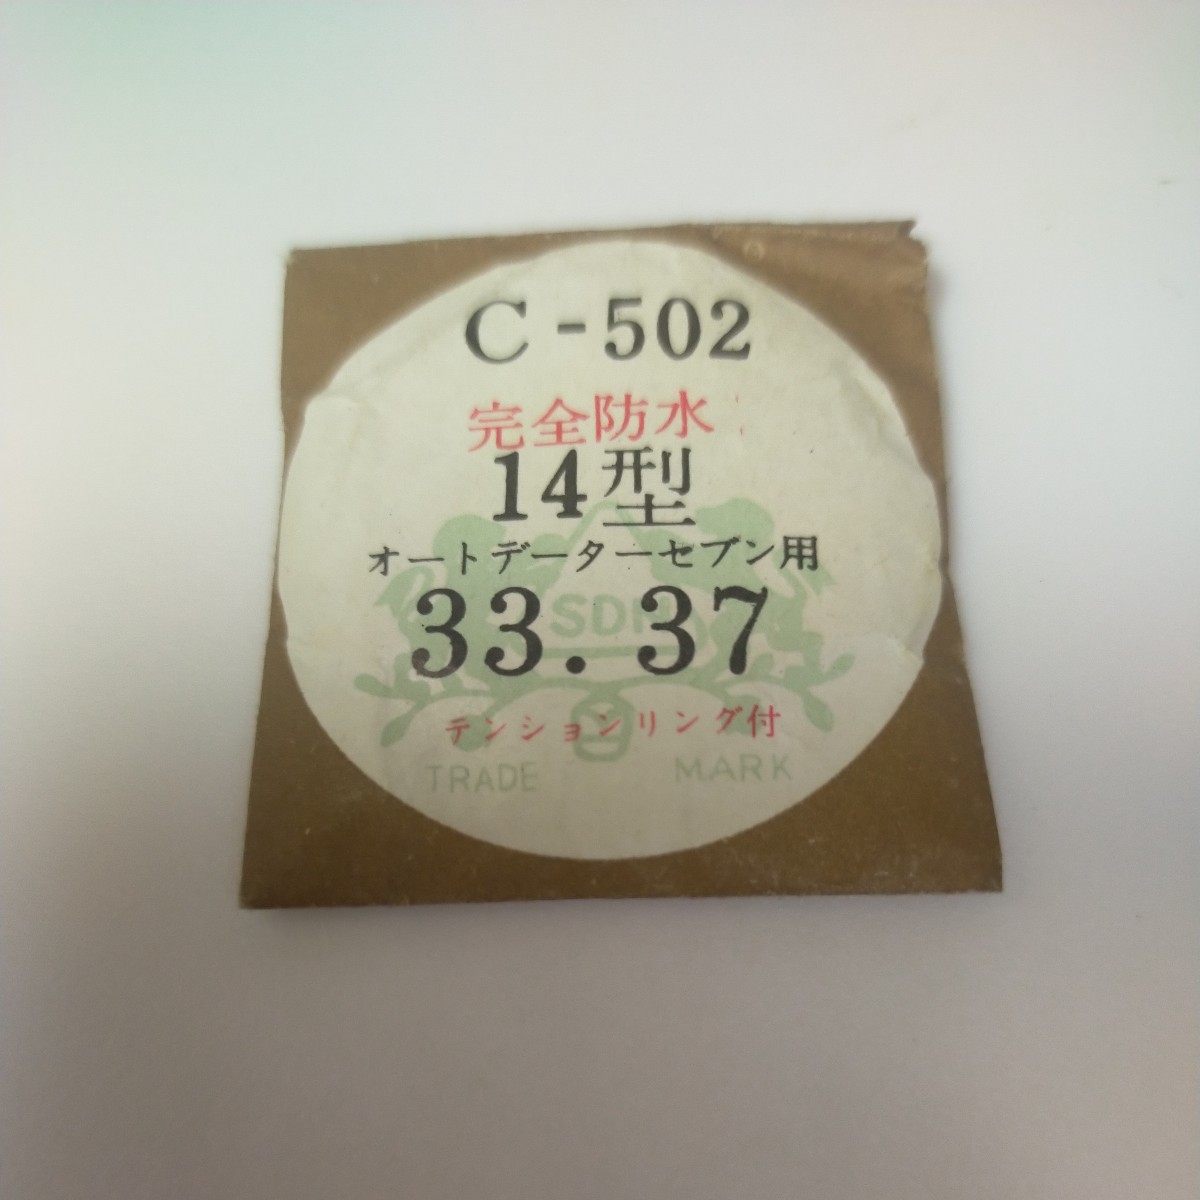 C-502
完全防水
14型
オートデーターセブン用
SDN
33.37
テンションリング付
TRADE MARK